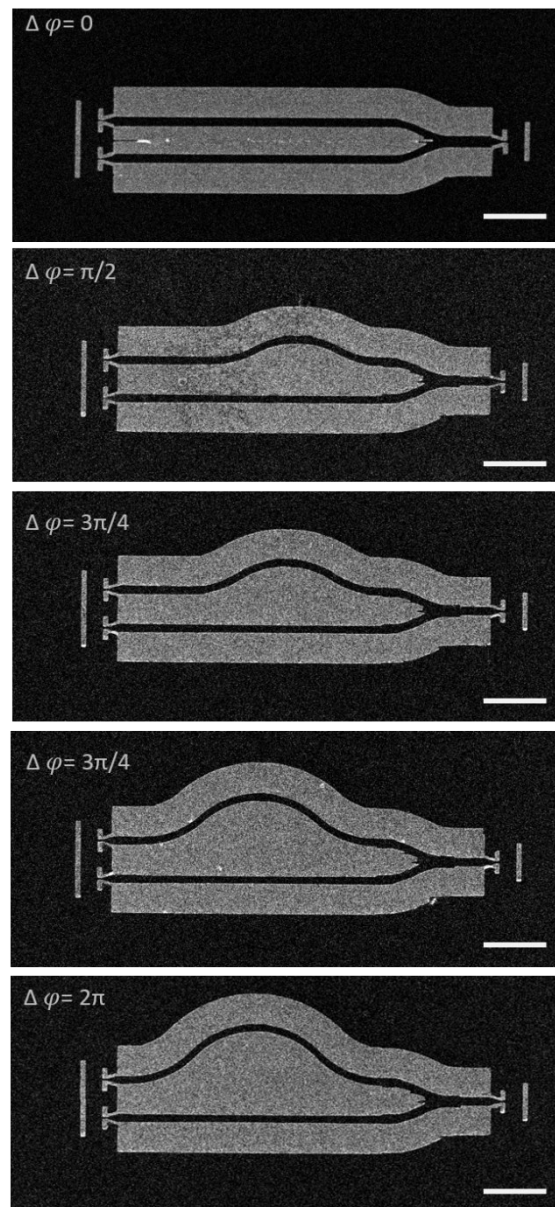 Δ φ= 0
Δ φ= π/2
Δ φ= 3π/4
Δ φ= 3π/4
Δ φ= 2π